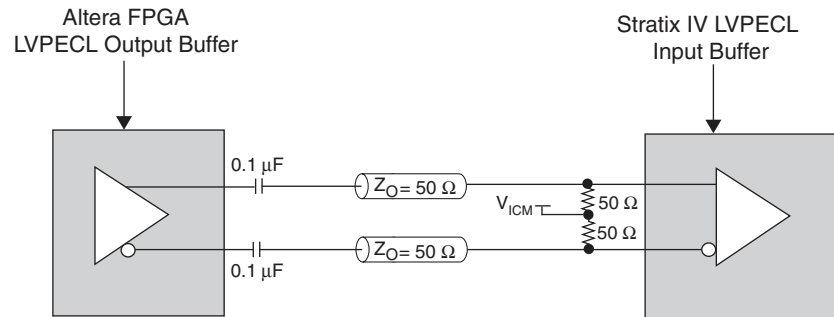 Altera FPGA
LVPECL Output Buffer
Stratix IV LVPECL
Input Buffer
0.1 µF
Z_O = 50 Ω
V_ICM
50 Ω
50 Ω
Z_O = 50 Ω
0.1 µF